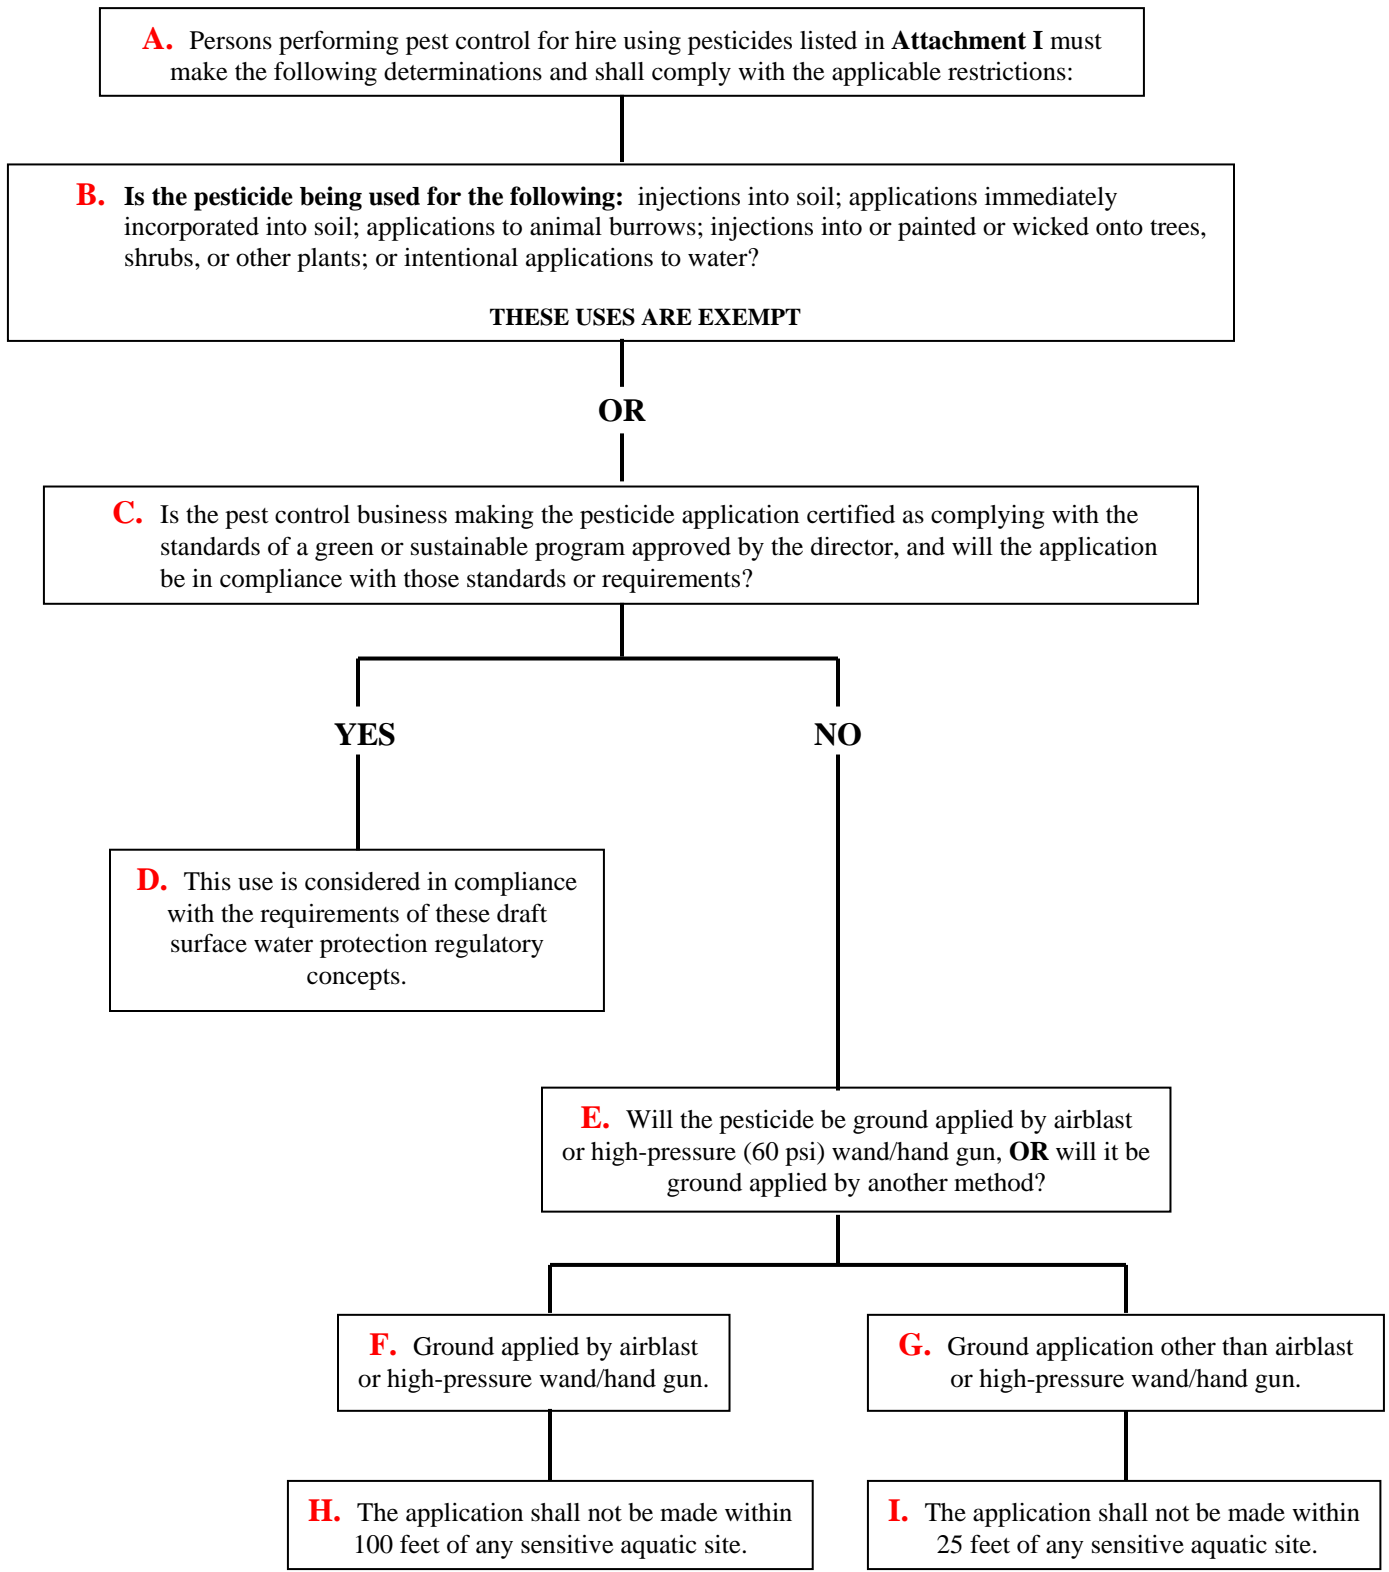 A. Persons performing pest control for hire using pesticides listed in Attachment I must
make the following determinations and shall comply with the applicable restrictions:
B. Is the pesticide being used for the following: injections into soil; applications immediately
incorporated into soil; applications to animal burrows; injections into or painted or wicked onto trees,
shrubs, or other plants; or intentional applications to water?
THESE USES ARE EXEMPT
OR
C. Is the pest control business making the pesticide application certified as complying with the
standards of a green or sustainable program approved by the director, and will the application
be in compliance with those standards or requirements?
YES
NO
D. This use is considered in compliance
with the requirements of these draft
surface water protection regulatory
concepts.
E. Will the pesticide be ground applied by airblast
or high-pressure (60 psi) wand/hand gun, OR will it be
ground applied by another method?
F. Ground applied by airblast
or high-pressure wand/hand gun.
G. Ground application other than airblast
or high-pressure wand/hand gun.
H. The application shall not be made within
100 feet of any sensitive aquatic site.
I. The application shall not be made within
25 feet of any sensitive aquatic site.